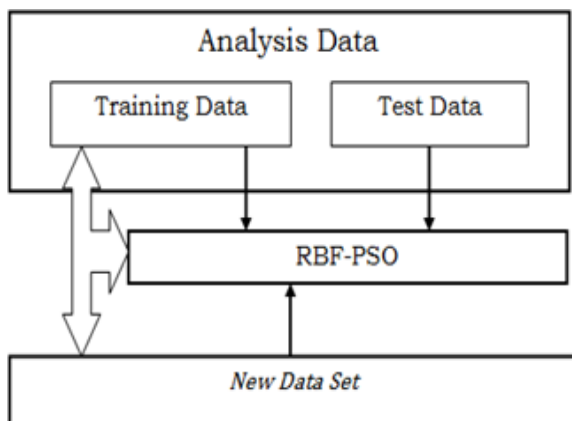 Analysis Data
Training Data
Test Data
RBF-PSO
New Data Set